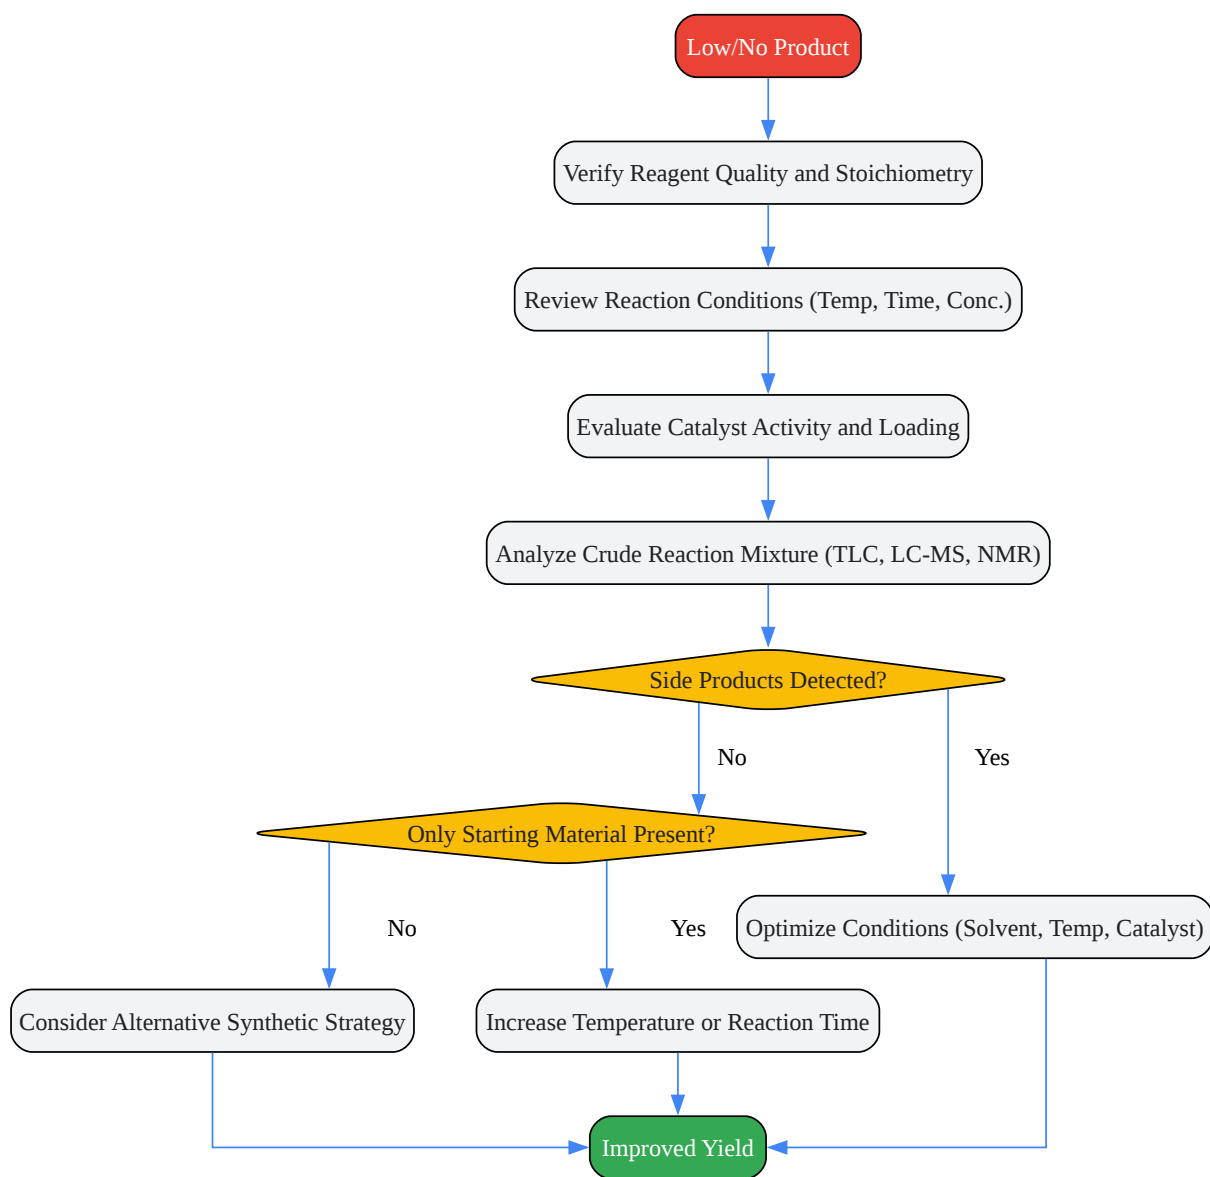 Low/No Product
Verify Reagent Quality and Stoichiometry
Review Reaction Conditions (Temp, Time, Conc.)
Evaluate Catalyst Activity and Loading
Analyze Crude Reaction Mixture (TLC, LC-MS, NMR)
Side Products Detected?
No
Yes
Only Starting Material Present?
No
Yes
Optimize Conditions (Solvent, Temp, Catalyst)
Consider Alternative Synthetic Strategy
Increase Temperature or Reaction Time
Improved Yield